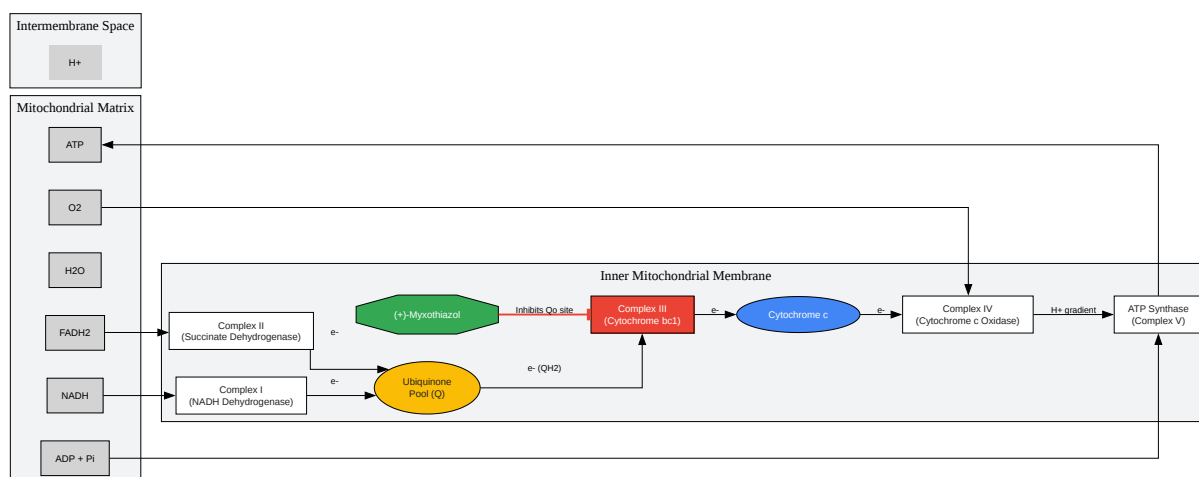 Intermembrane Space
H+
Mitochondrial Matrix
ATP
O2
H2O
FADH2
NADH
ADP + Pi
Inner Mitochondrial Membrane
Complex II
(Succinate Dehydrogenase)
e-
Complex I
(NADH Dehydrogenase)
e-
(+)-Myxothiazol
Inhibits Qo site
Ubiquinone
Pool (Q)
e- (QH2)
Complex III
(Cytochrome bc1)
e-
Cytochrome c
e-
Complex IV
(Cytochrome c Oxidase)
H+ gradient
ATP Synthase
(Complex V)